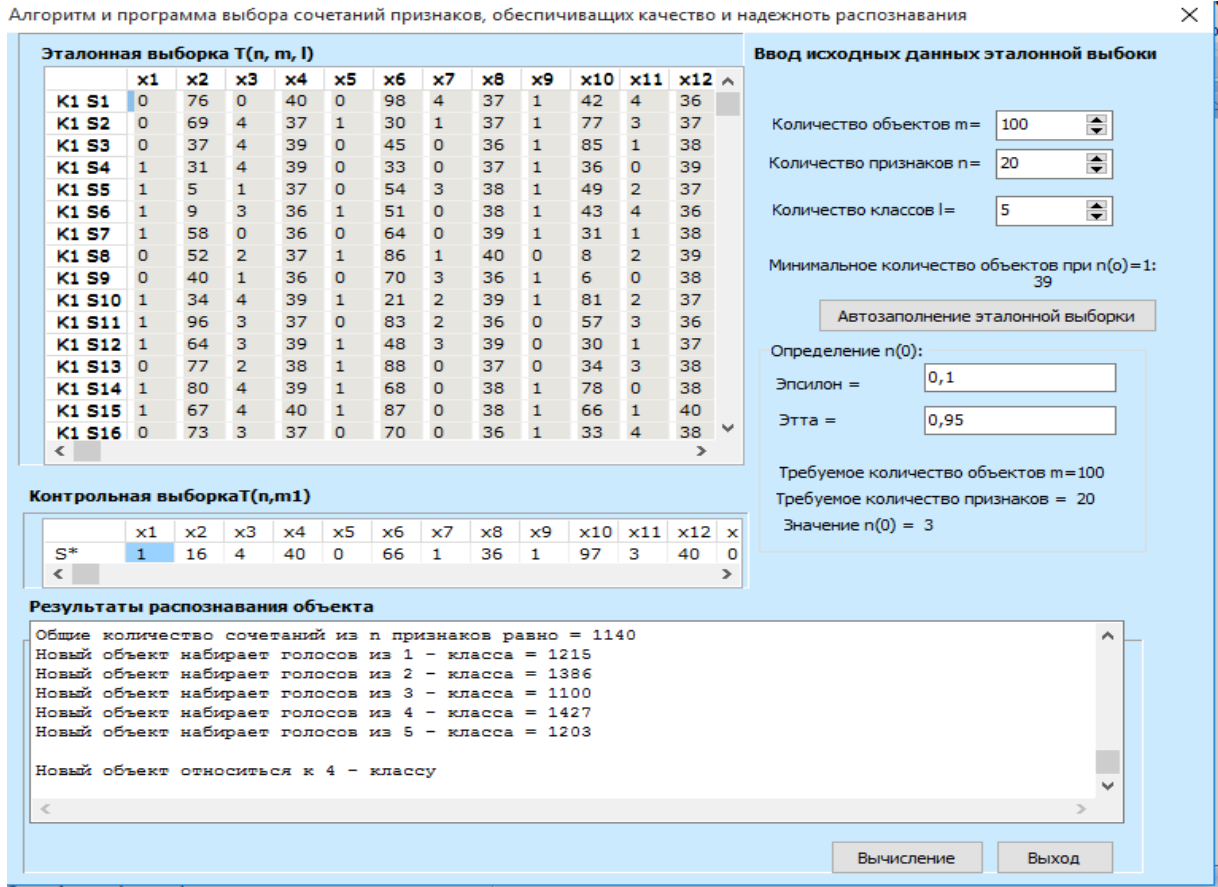 Алгоритм и программа выбора сочетаний признаков, обеспичиващих качество и надежноть распознавания
Эталонная выборка T(n, m, l)
x1 x2 x3 x4 x5 x6 x7 x8 x9 x10 x11 x12
K1 S1 0 76 0 40 0 98 4 37 1 42 4 36
K1 S2 0 69 4 37 1 30 1 37 1 77 3 37
K1 S3 0 37 4 39 0 45 0 36 1 85 1 38
K1 S4 1 31 4 39 0 33 0 37 1 36 0 39
K1 S5 1 5 1 37 0 54 3 38 1 49 2 37
K1 S6 1 9 3 36 1 51 0 38 1 43 4 36
K1 S7 1 58 0 36 0 64 0 39 1 31 1 38
K1 S8 0 52 2 37 1 86 1 40 0 8 2 39
K1 S9 0 40 1 36 0 70 3 36 1 6 0 38
K1 S10 1 34 4 39 1 21 2 39 1 81 2 37
K1 S11 1 96 3 37 0 83 2 36 0 57 3 36
K1 S12 1 64 3 39 1 48 3 39 0 30 1 37
K1 S13 0 77 2 38 1 88 0 37 0 34 3 38
K1 S14 1 80 4 39 1 68 0 38 1 78 0 38
K1 S15 1 67 4 40 1 87 0 38 1 66 1 40
K1 S16 0 73 3 37 0 70 0 36 1 33 4 38
Ввод исходных данных эталонной выбоки
Количество объектов m= 100
Количество признаков n= 20
Количество классов l= 5
Минимальное количество объектов при n(o)=1:
39
Автозаполнение эталонной выборки
Определение n(0):
Эпсилон = 0,1
Этта = 0,95
Требуемое количество объектов m=100
Требуемое количество признаков = 20
Значение n(0) = 3
Контрольная выборкаT(n,m1)
x1 x2 x3 x4 x5 x6 x7 x8 x9 x10 x11 x12 x
S* 1 16 4 40 0 66 1 36 1 97 3 40 0
Результаты распознавания объекта
Общие количество сочетаний из n признаков равно = 1140
Новый объект набирает голосов из 1 - класса = 1215
Новый объект набирает голосов из 2 - класса = 1386
Новый объект набирает голосов из 3 - класса = 1100
Новый объект набирает голосов из 4 - класса = 1427
Новый объект набирает голосов из 5 - класса = 1203
Новый объект относиться к 4 - классу
Вычисление
Выход